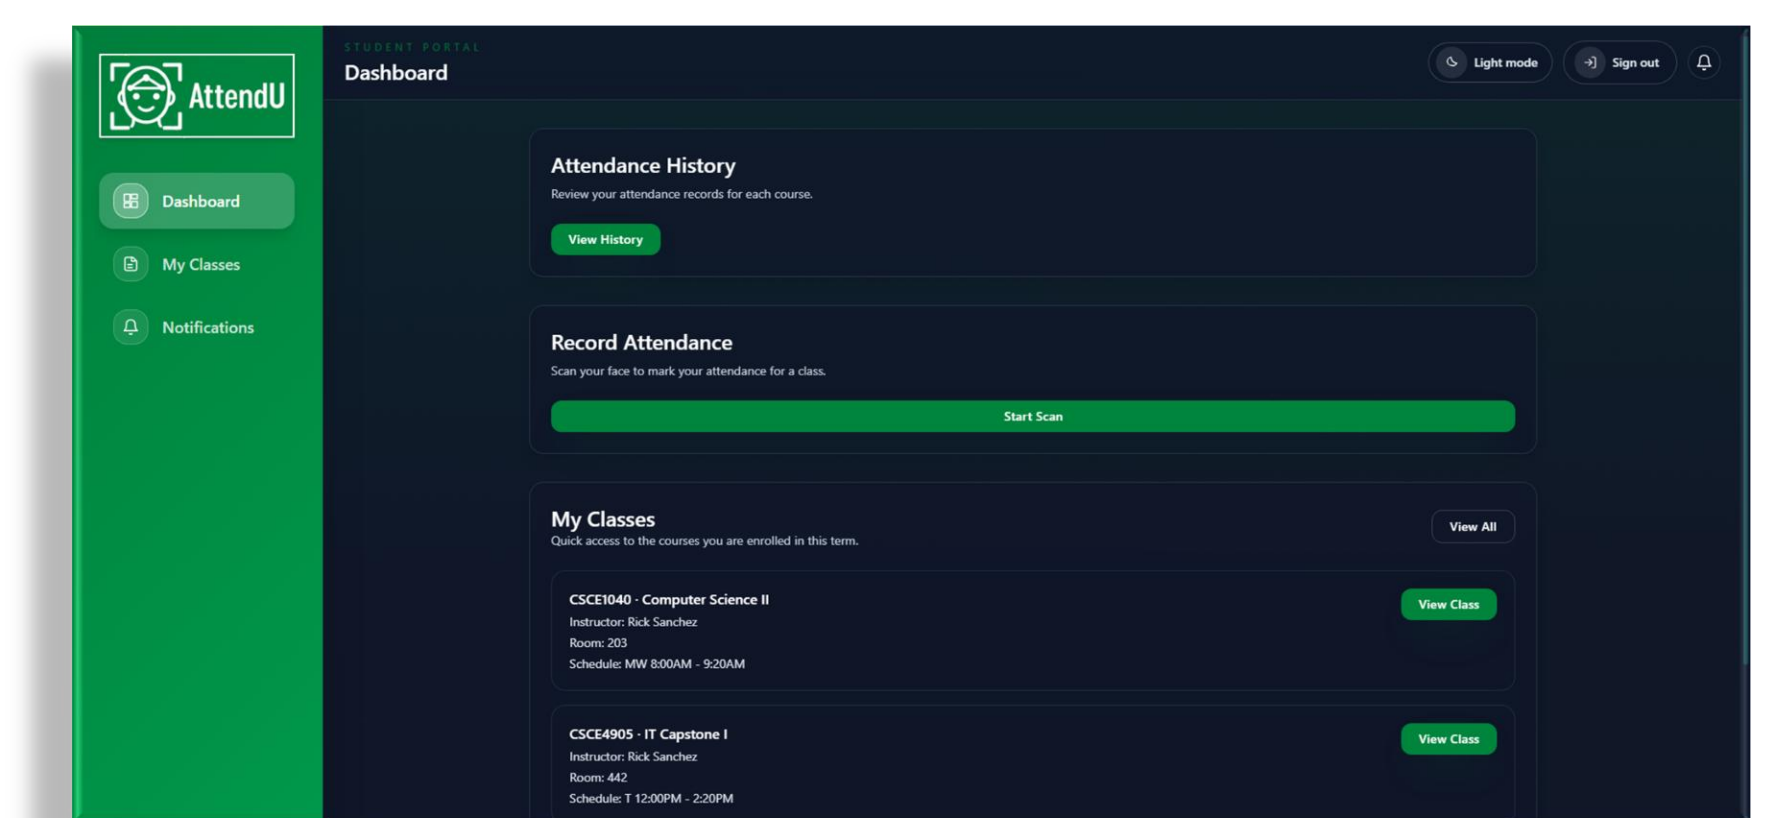 AttendU
Dashboard
My Classes
Notifications
STUDENT PORTAL
Dashboard
Light mode
Sign out
Attendance History
Review your attendance records for each course.
View History
Record Attendance
Scan your face to mark your attendance for a class.
Start Scan
My Classes
Quick access to the courses you are enrolled in this term.
View All
CSCE1040 · Computer Science II
Instructor: Rick Sanchez
Room: 203
Schedule: MW 8:00AM - 9:20AM
View Class
CSCE4905 · IT Capstone I
Instructor: Rick Sanchez
Room: 442
Schedule: T 12:00PM - 2:20PM
View Class